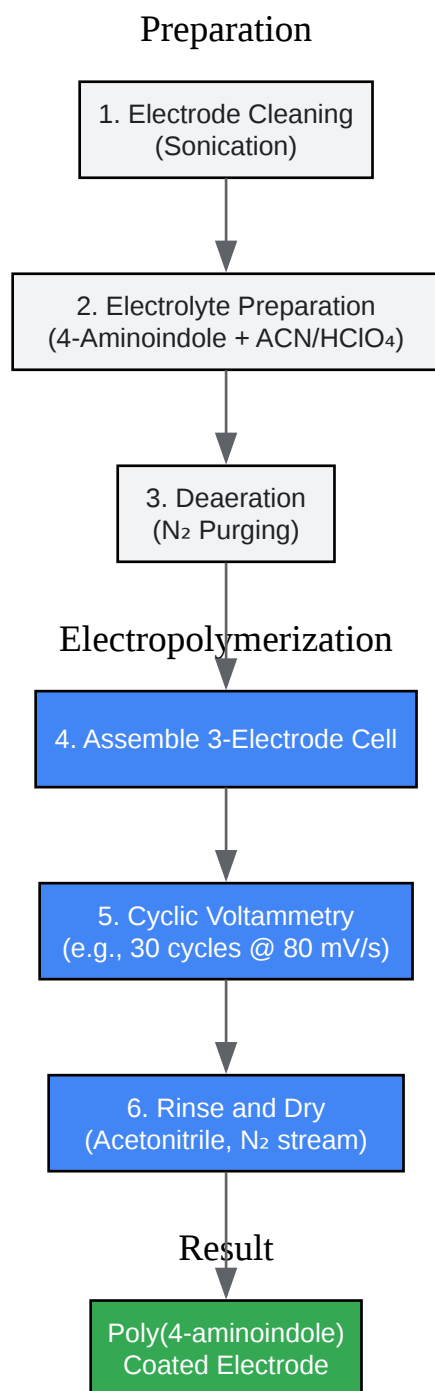 Preparation
1. Electrode Cleaning
(Sonication)
2. Electrolyte Preparation
(4-Aminoindole + ACN/HClO₄)
3. Deaeration
(N₂ Purging)
Electropolymerization
4. Assemble 3-Electrode Cell
5. Cyclic Voltammetry
(e.g., 30 cycles @ 80 mV/s)
6. Rinse and Dry
(Acetonitrile, N₂ stream)
Result
Poly(4-aminoindole)
Coated Electrode